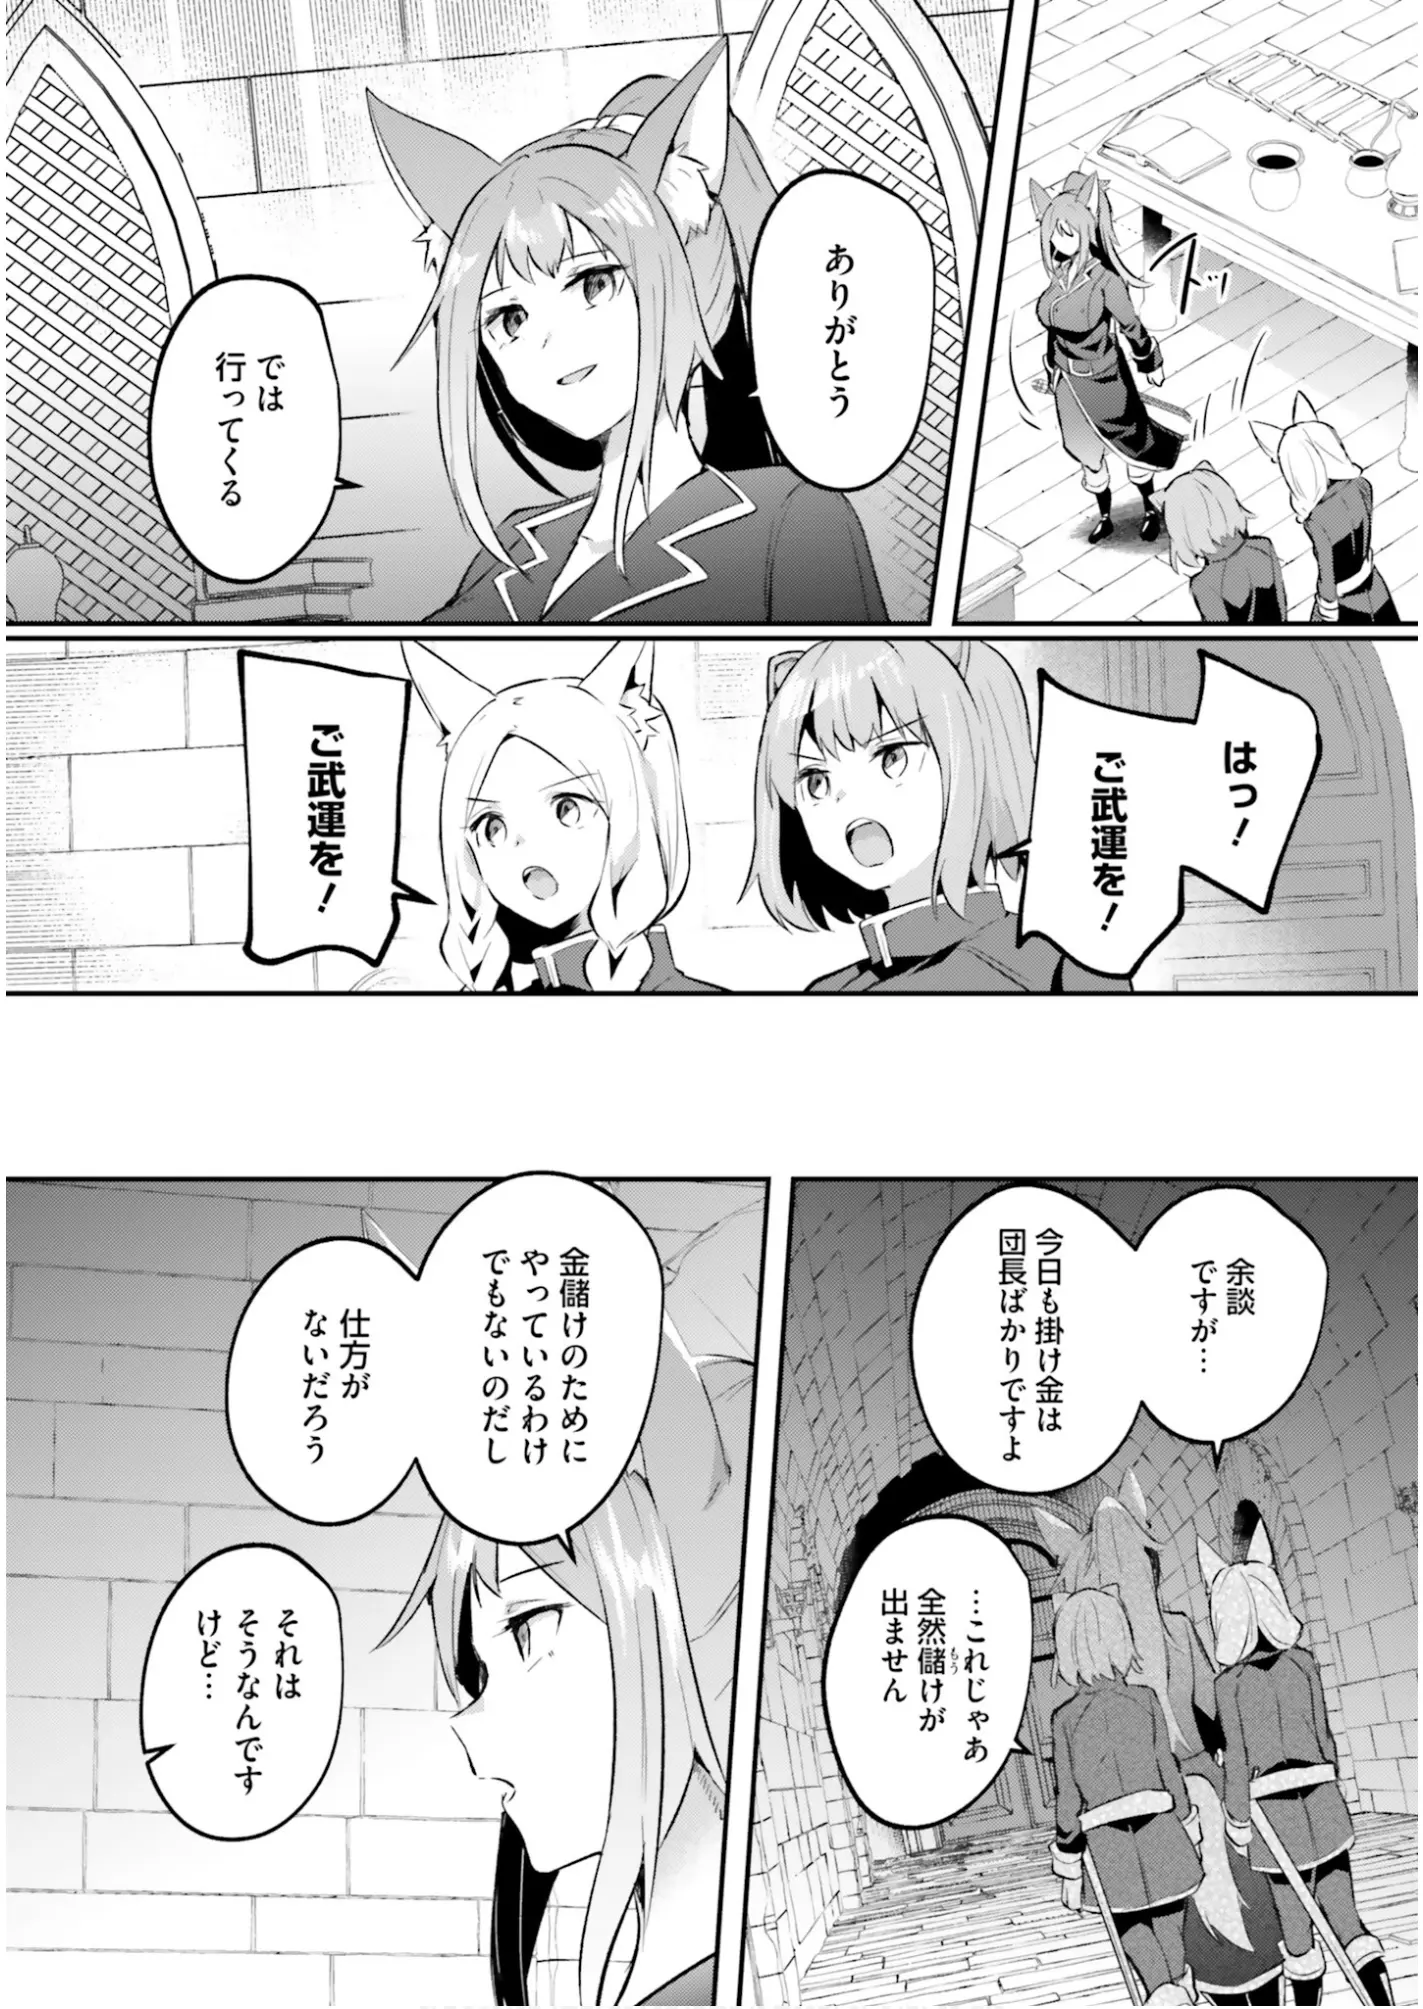 ドッ
ありがとう
では
行ってくる
はっ!
ご武運を!
ご武運を!
余談
ですが…
今日も掛け金は
団長ばかりですよ
…これじゃあ
全然儲けが
もう
出ません
金儲けのために
やっているわけ
でもないのだし
仕方が
ないだろう
それは
そうなんです
けど…